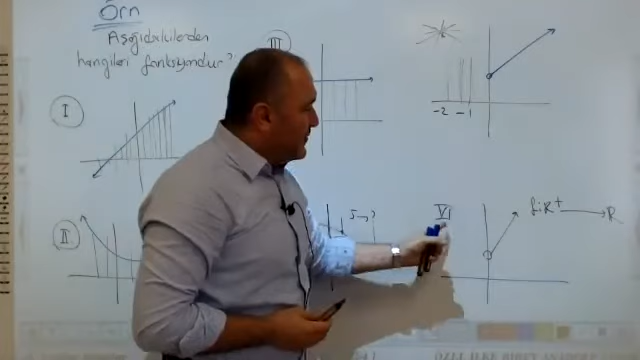 Örn
Aşağıdakilerden
hangileri fonksiyondur?
I
II
III
5→?
-2 -1
VI
f: R⁺ → R